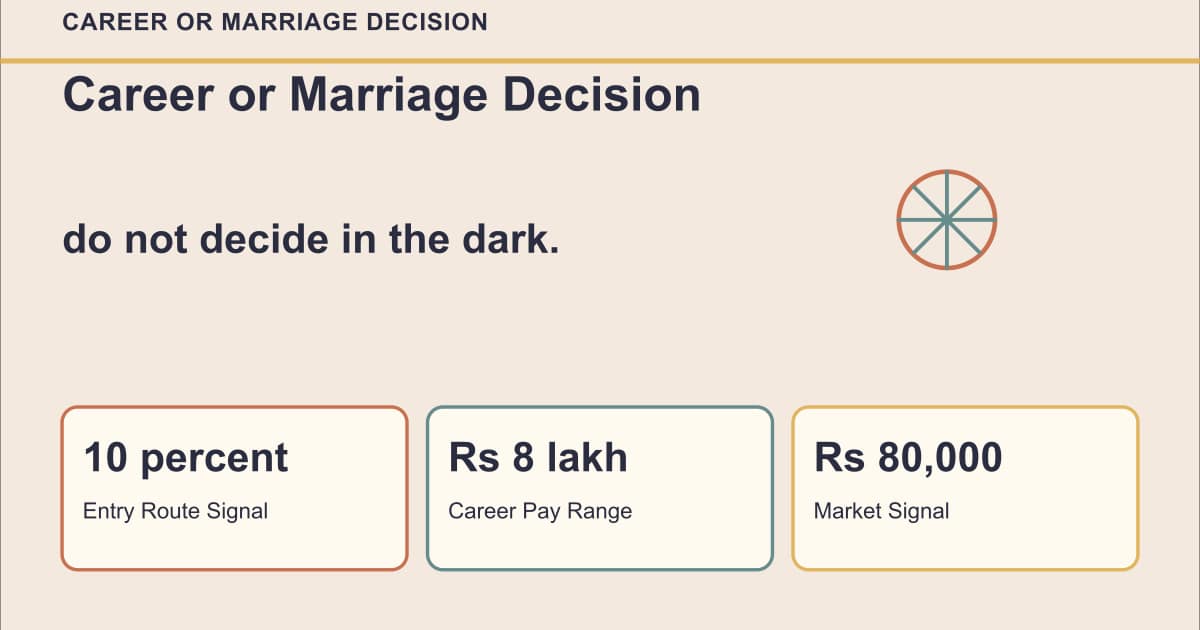 CAREER OR MARRIAGE DECISION
Career or Marriage Decision
do not decide in the dark.
10 percent
Entry Route Signal
Rs 8 lakh
Career Pay Range
Rs 80,000
Market Signal